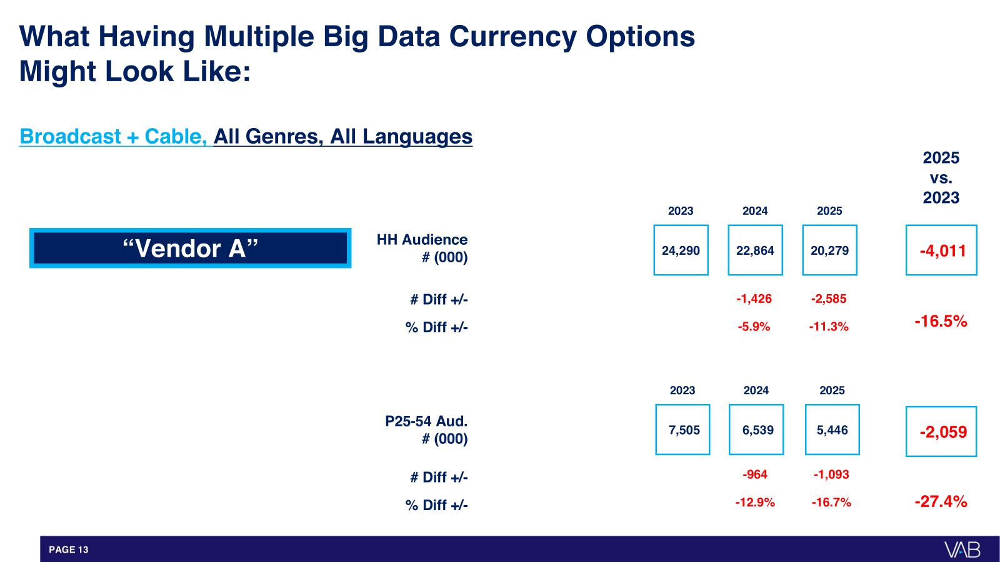 What Having Multiple Big Data Currency Options
Might Look Like:
Broadcast + Cable, All Genres, All Languages
2025
vs.
2023
2023 2024 2025
“Vendor A”
HH Audience
# (000)
24,290 22,864 20,279 -4,011
# Diff +/- -1,426 -2,585
% Diff +/- -5.9% -11.3% -16.5%
2023 2024 2025
P25-54 Aud.
# (000)
7,505 6,539 5,446 -2,059
# Diff +/- -964 -1,093
% Diff +/- -12.9% -16.7% -27.4%
PAGE 13
VAB